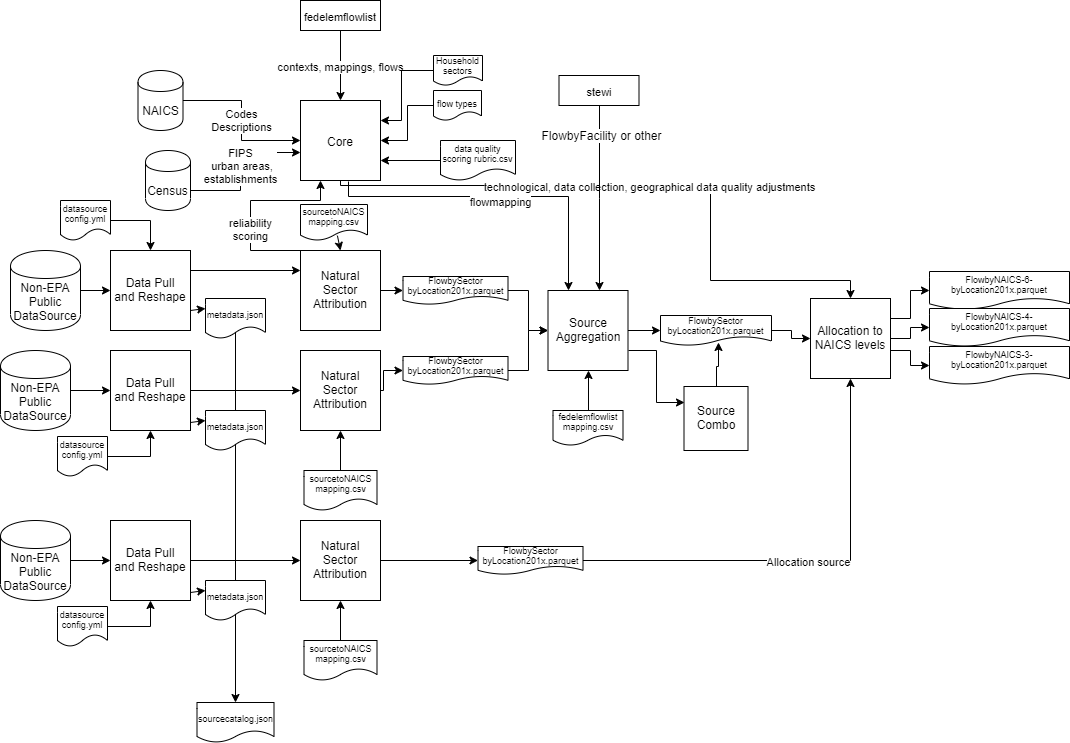 fedelemflowlist
contexts, mappings, flows
Household
sectors
NAICS
Codes
Descriptions
flow types
stewi
Core
FlowbyFacility or other
data quality
scoring rubric.csv
FIPS
urban areas,
establishments
Census
technological, data collection, geographical data quality adjustments
flowmapping
datasource
config.yml
reliability
scoring
sourcetoNAICS
mapping.csv
Non-EPA
Public
DataSource
Data Pull
and Reshape
metadata.json
Natural
Sector
Attribution
FlowbySector
byLocation201x.parquet
Source
Aggregation
FlowbySector
byLocation201x.parquet
Allocation to
NAICS levels
FlowbyNAICS-6-
byLocation201x.parquet
FlowbyNAICS-4-
byLocation201x.parquet
FlowbyNAICS-3-
byLocation201x.parquet
Non-EPA
Public
DataSource
Data Pull
and Reshape
Natural
Sector
Attribution
FlowbySector
byLocation201x.parquet
Source
Combo
fedelemflowlist
mapping.csv
metadata.json
datasource
config.yml
sourcetoNAICS
mapping.csv
Non-EPA
Public
DataSource
Data Pull
and Reshape
Natural
Sector
Attribution
FlowbySector
byLocation201x.parquet
Allocation source
metadata.json
datasource
config.yml
sourcetoNAICS
mapping.csv
sourcecatalog.json